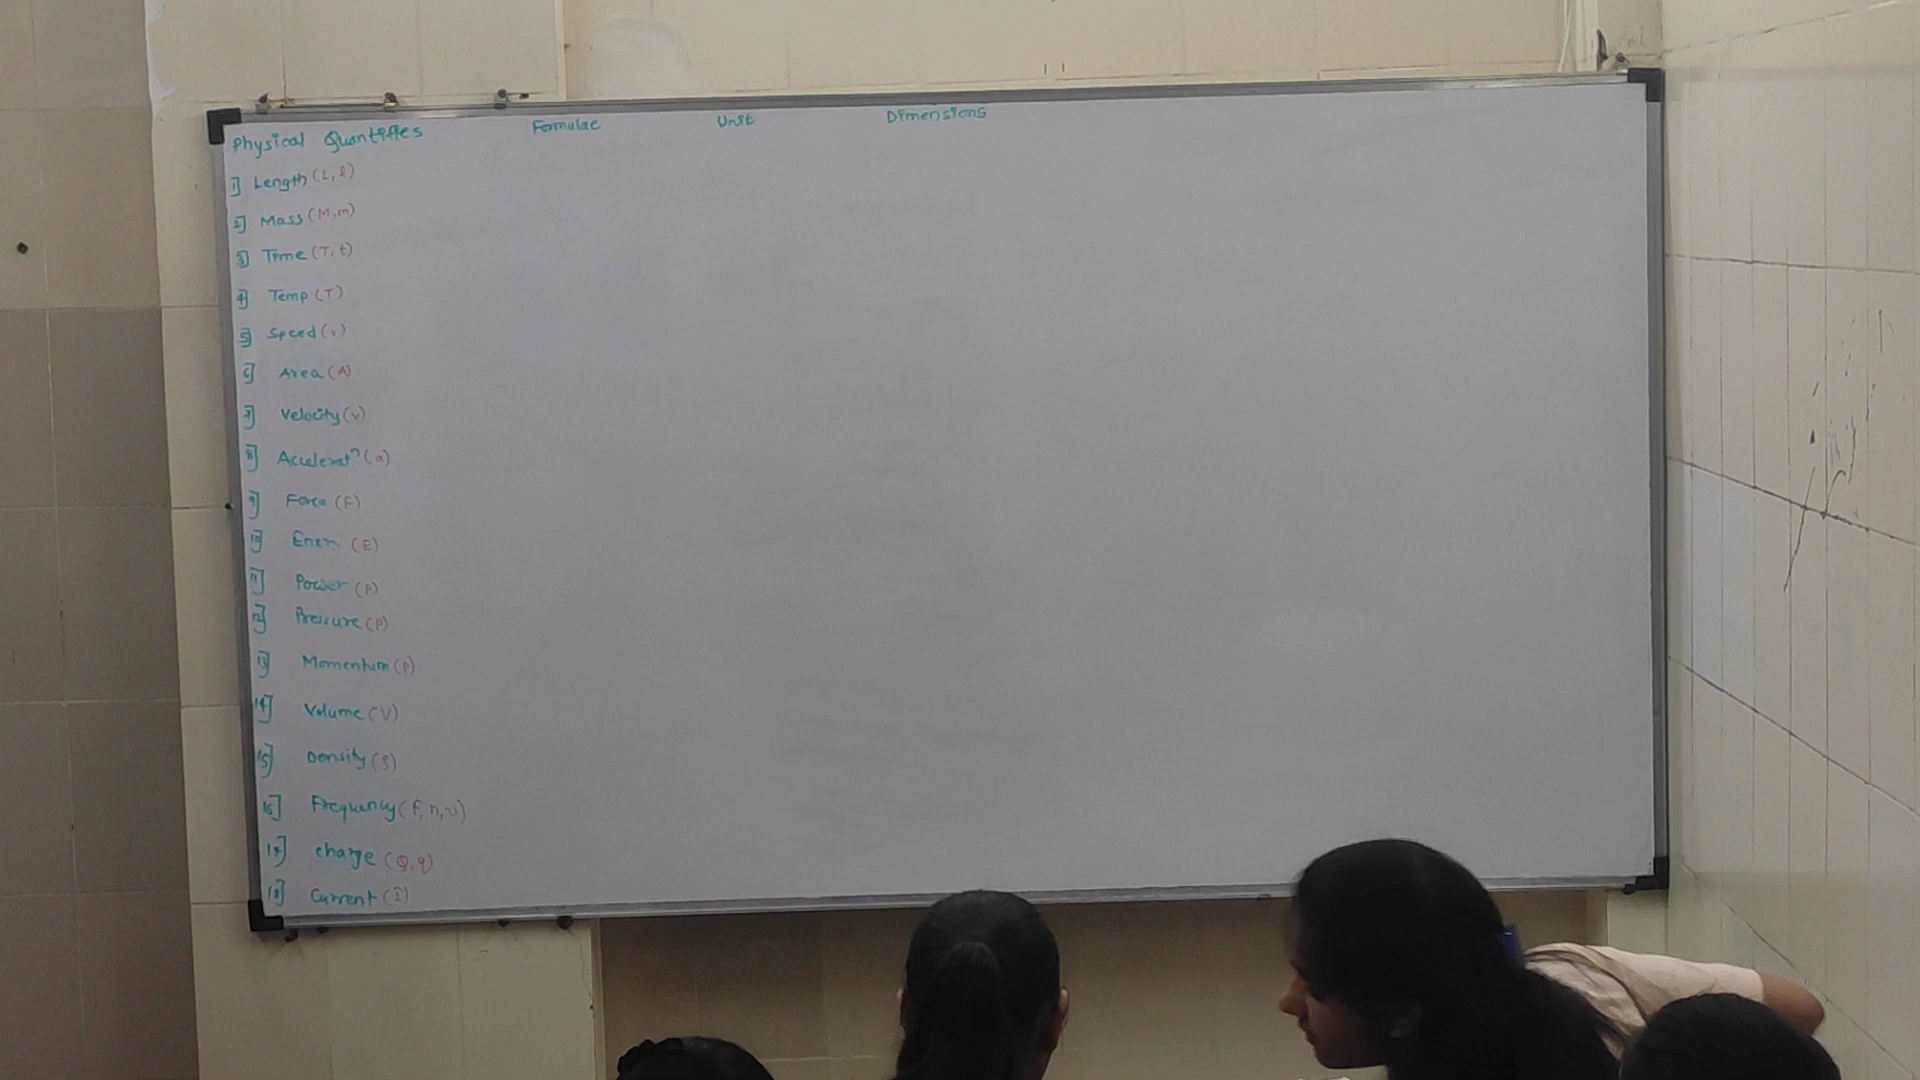 Physical Quantities Formulae Unit Dimensions
1] Length (L, l)
2] Mass (M, m)
3] Time (T, t)
4] Temp. (T)
5] Speed (v)
6] Area (A)
7] Velocity (v)
8] Acceleratⁿ (a)
9] Force (F)
10] (E)
11] Power (P)
12] Pressure (P)
13] Momentum (P)
14] Volume (V)
15] Density (ρ)
16] Frequency (f, n, υ)
17] charge (Q, q)
18] Current (I)